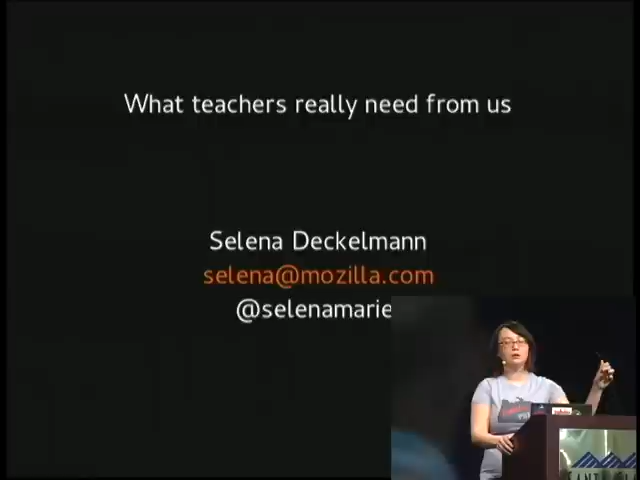 What teachers really need from us
Selena Deckelmann
selena@mozilla.com
@selenamarie